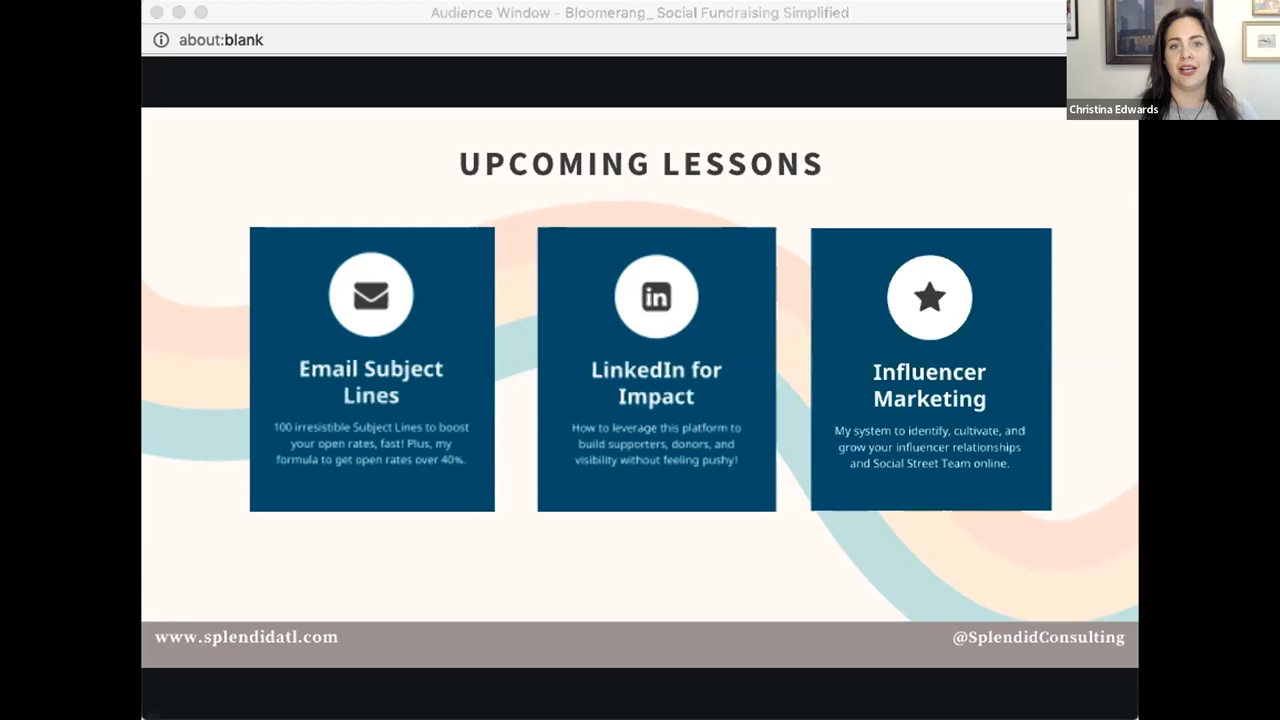 Audience Window - Bloomerang_ Social Fundraising Simplified
about:blank
Christina Edwards
UPCOMING LESSONS
Email Subject
Lines
100 irresistible Subject Lines to boost
your open rates, fast! Plus, my
formula to get open rates over 40%.
in
LinkedIn for
Impact
How to leverage this platform to
build supporters, donors, and
visibility without feeling pushy!
Influencer
Marketing
My system to identify, cultivate, and
grow your influencer relationships
and Social Street Team online.
www.splendidatl.com
@SplendidConsulting